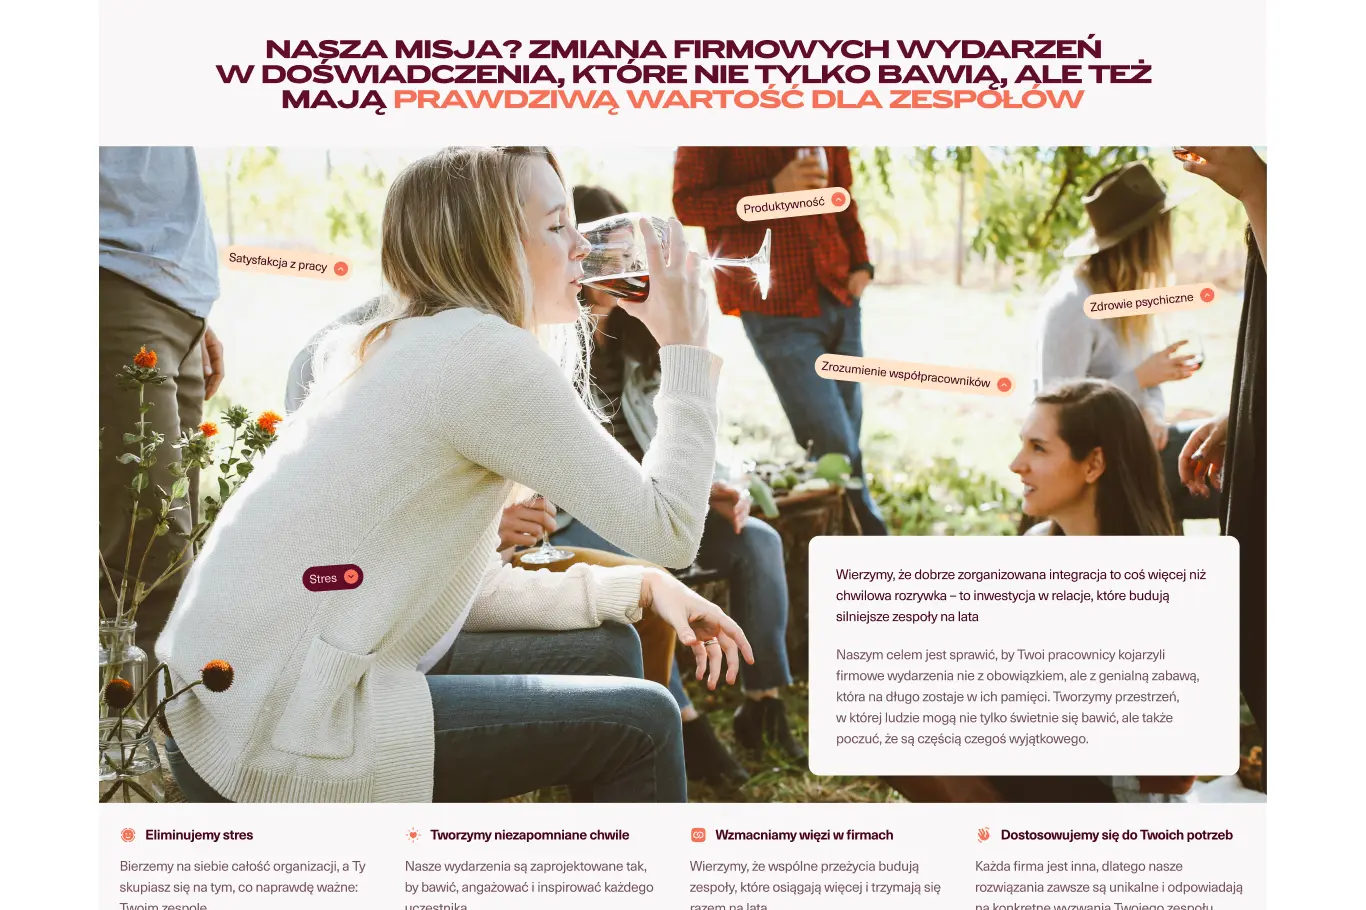 NASZA MISJA? ZMIANA FIRMOWYCH WYDARZEŃ
W DOŚWIADCZENIA, KTÓRE NIE TYLKO BAWIĄ, ALE TEŻ
MAJĄ PRAWDZIWĄ WARTOŚĆ DLA ZESPOŁÓW
Produktywność
Satysfakcja z pracy
Zdrowie psychiczne
Zrozumienie współpracowników
Stres
Wierzymy, że dobrze zorganizowana integracja to coś więcej niż
chwilowa rozrywka – to inwestycja w relacje, które budują
silniejsze zespoły na lata
Naszym celem jest sprawić, by Twoi pracownicy kojarzyli
firmowe wydarzenia nie z obowiązkiem, ale z genialną zabawą,
która na długo zostaje w ich pamięci. Tworzymy przestrzeń,
w której ludzie mogą nie tylko świetnie się bawić, ale także
poczuć, że są częścią czegoś wyjątkowego.
Eliminujemy stres
Bierzemy na siebie całość organizacji, a Ty
skupiasz się na tym, co naprawdę ważne:
Twoim zespole.
Tworzymy niezapomniane chwile
Nasze wydarzenia są zaprojektowane tak,
by bawić, angażować i inspirować każdego
uczestnika.
Wzmacniamy więzi w firmach
Wierzymy, że wspólne przeżycia budują
zespoły, które osiągają więcej i trzymają się
razem na lata.
Dostosowujemy się do Twoich potrzeb
Każda firma jest inna, dlatego nasze
rozwiązania zawsze są unikalne i odpowiadają
na konkretne wyzwania Twojego zespołu.